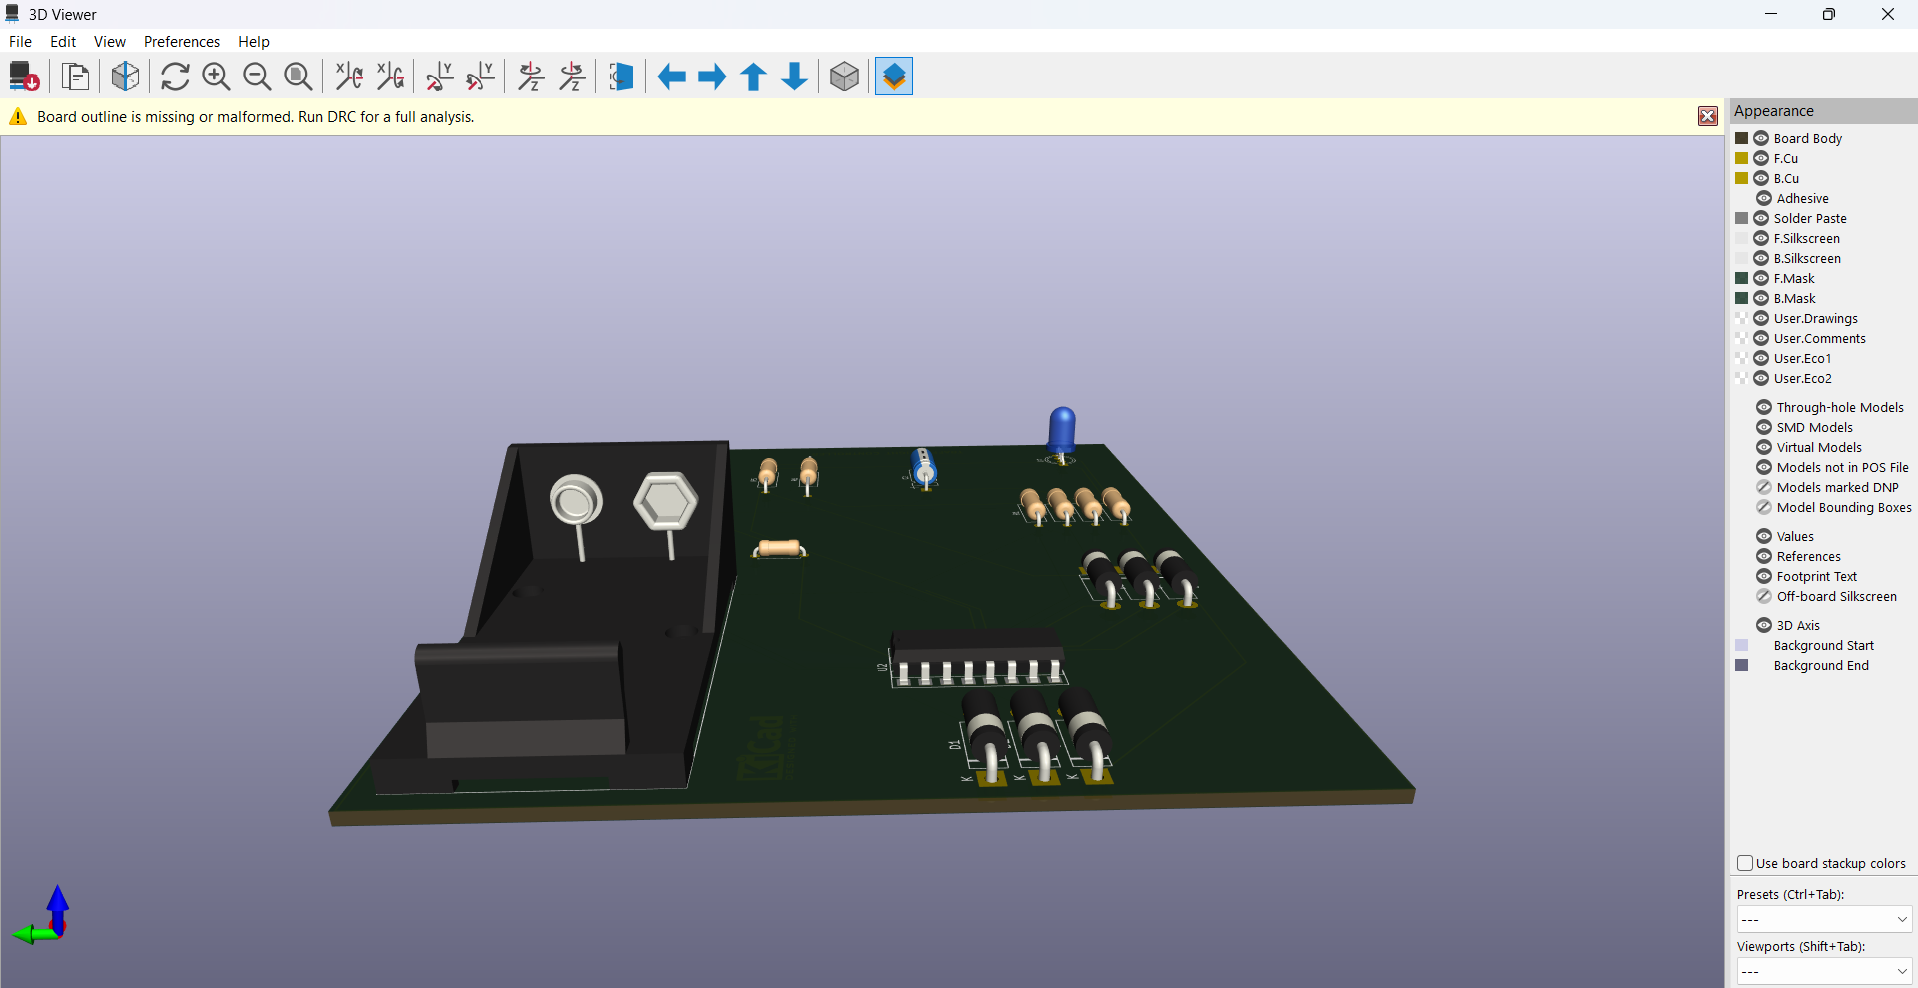 3D Viewer
File Edit View Preferences Help
Board outline is missing or malformed. Run DRC for a full analysis.
Appearance
Board Body
F.Cu
B.Cu
Adhesive
Solder Paste
F.Silkscreen
B.Silkscreen
F.Mask
B.Mask
User.Drawings
User.Comments
User.Eco1
User.Eco2
Through-hole Models
SMD Models
Virtual Models
Models not in POS File
Models marked DNP
Model Bounding Boxes
Values
References
Footprint Text
Off-board Silkscreen
3D Axis
Background Start
Background End
Use board stackup colors
Presets (Ctrl+Tab):
---
Viewports (Shift+Tab):
---
U2
D1
K
K
K
KiCad